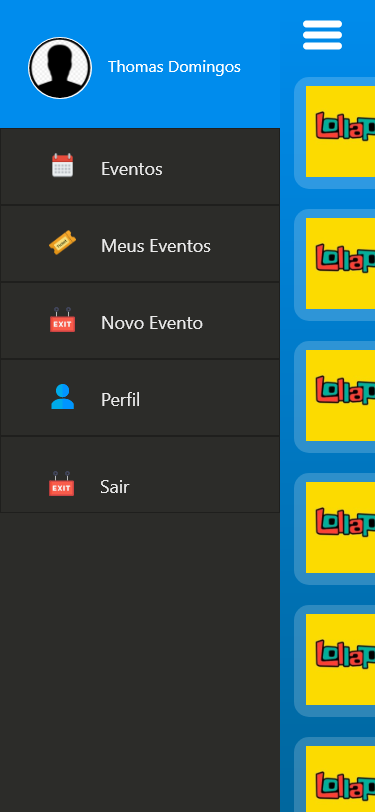 Thomas Domingos
Eventos
Meus Eventos
EXIT
Novo Evento
Perfil
EXIT
Sair
Lollap
Lollap
Lollap
Lollap
Lollap
Lollap